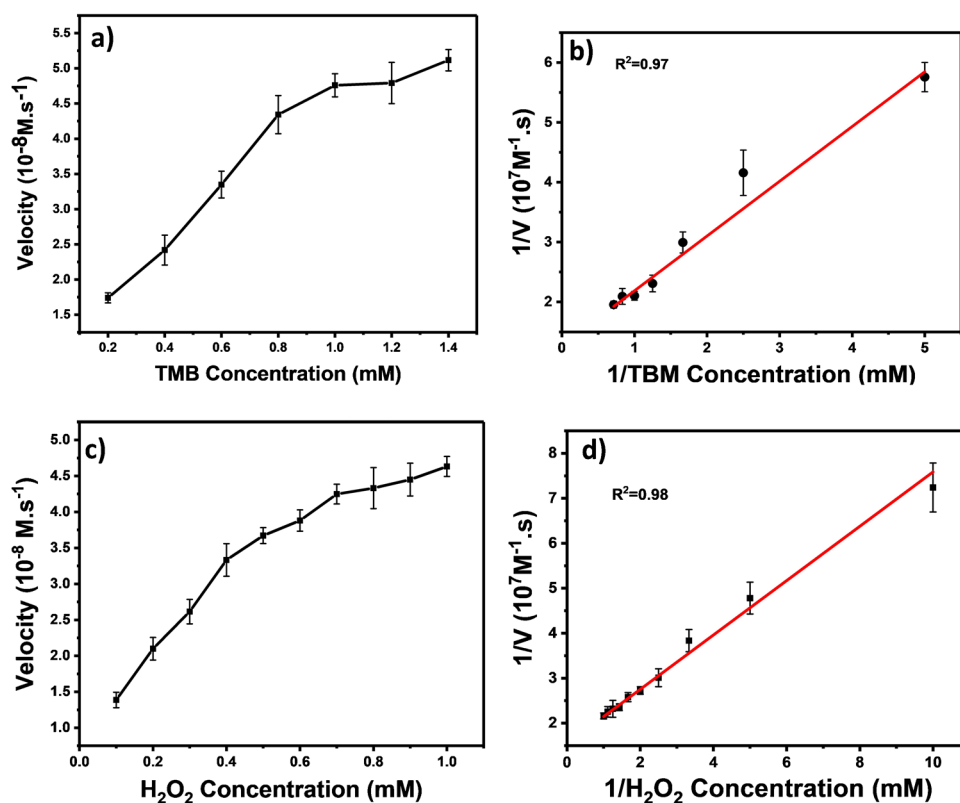 a)
Velocity (10⁻⁸M.s⁻¹)
5.5
5.0
4.5
4.0
3.5
3.0
2.5
2.0
1.5
0.2 0.4 0.6 0.8 1.0 1.2 1.4
TMB Concentration (mM)
b)
R²=0.97
1/V (10⁷M⁻¹.s)
6
5
4
3
2
0 1 2 3 4 5
1/TBM Concentration (mM)
c)
Velocity (10⁻⁸ M.s⁻¹)
5.0
4.5
4.0
3.5
3.0
2.5
2.0
1.5
1.0
0.0 0.2 0.4 0.6 0.8 1.0
H₂O₂ Concentration (mM)
d)
R²=0.98
1/V (10⁷M⁻¹.s)
8
7
6
5
4
3
2
0 2 4 6 8 10
1/H₂O₂ Concentration (mM)